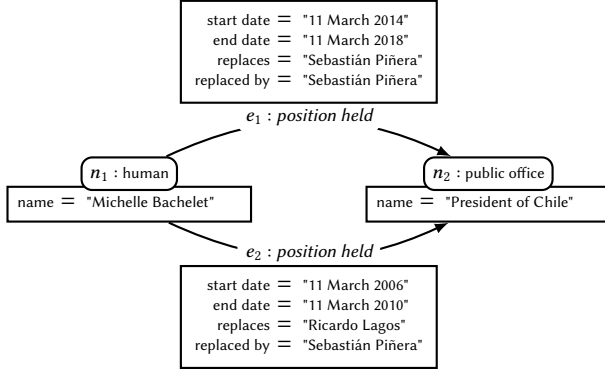 start date = "11 March 2014"
end date = "11 March 2018"
replaces = "Sebastián Piñera"
replaced by = "Sebastián Piñera"
e₁ : position held
n₁ : human
name = "Michelle Bachelet"
n₂ : public office
name = "President of Chile"
e₂ : position held
start date = "11 March 2006"
end date = "11 March 2010"
replaces = "Ricardo Lagos"
replaced by = "Sebastián Piñera"